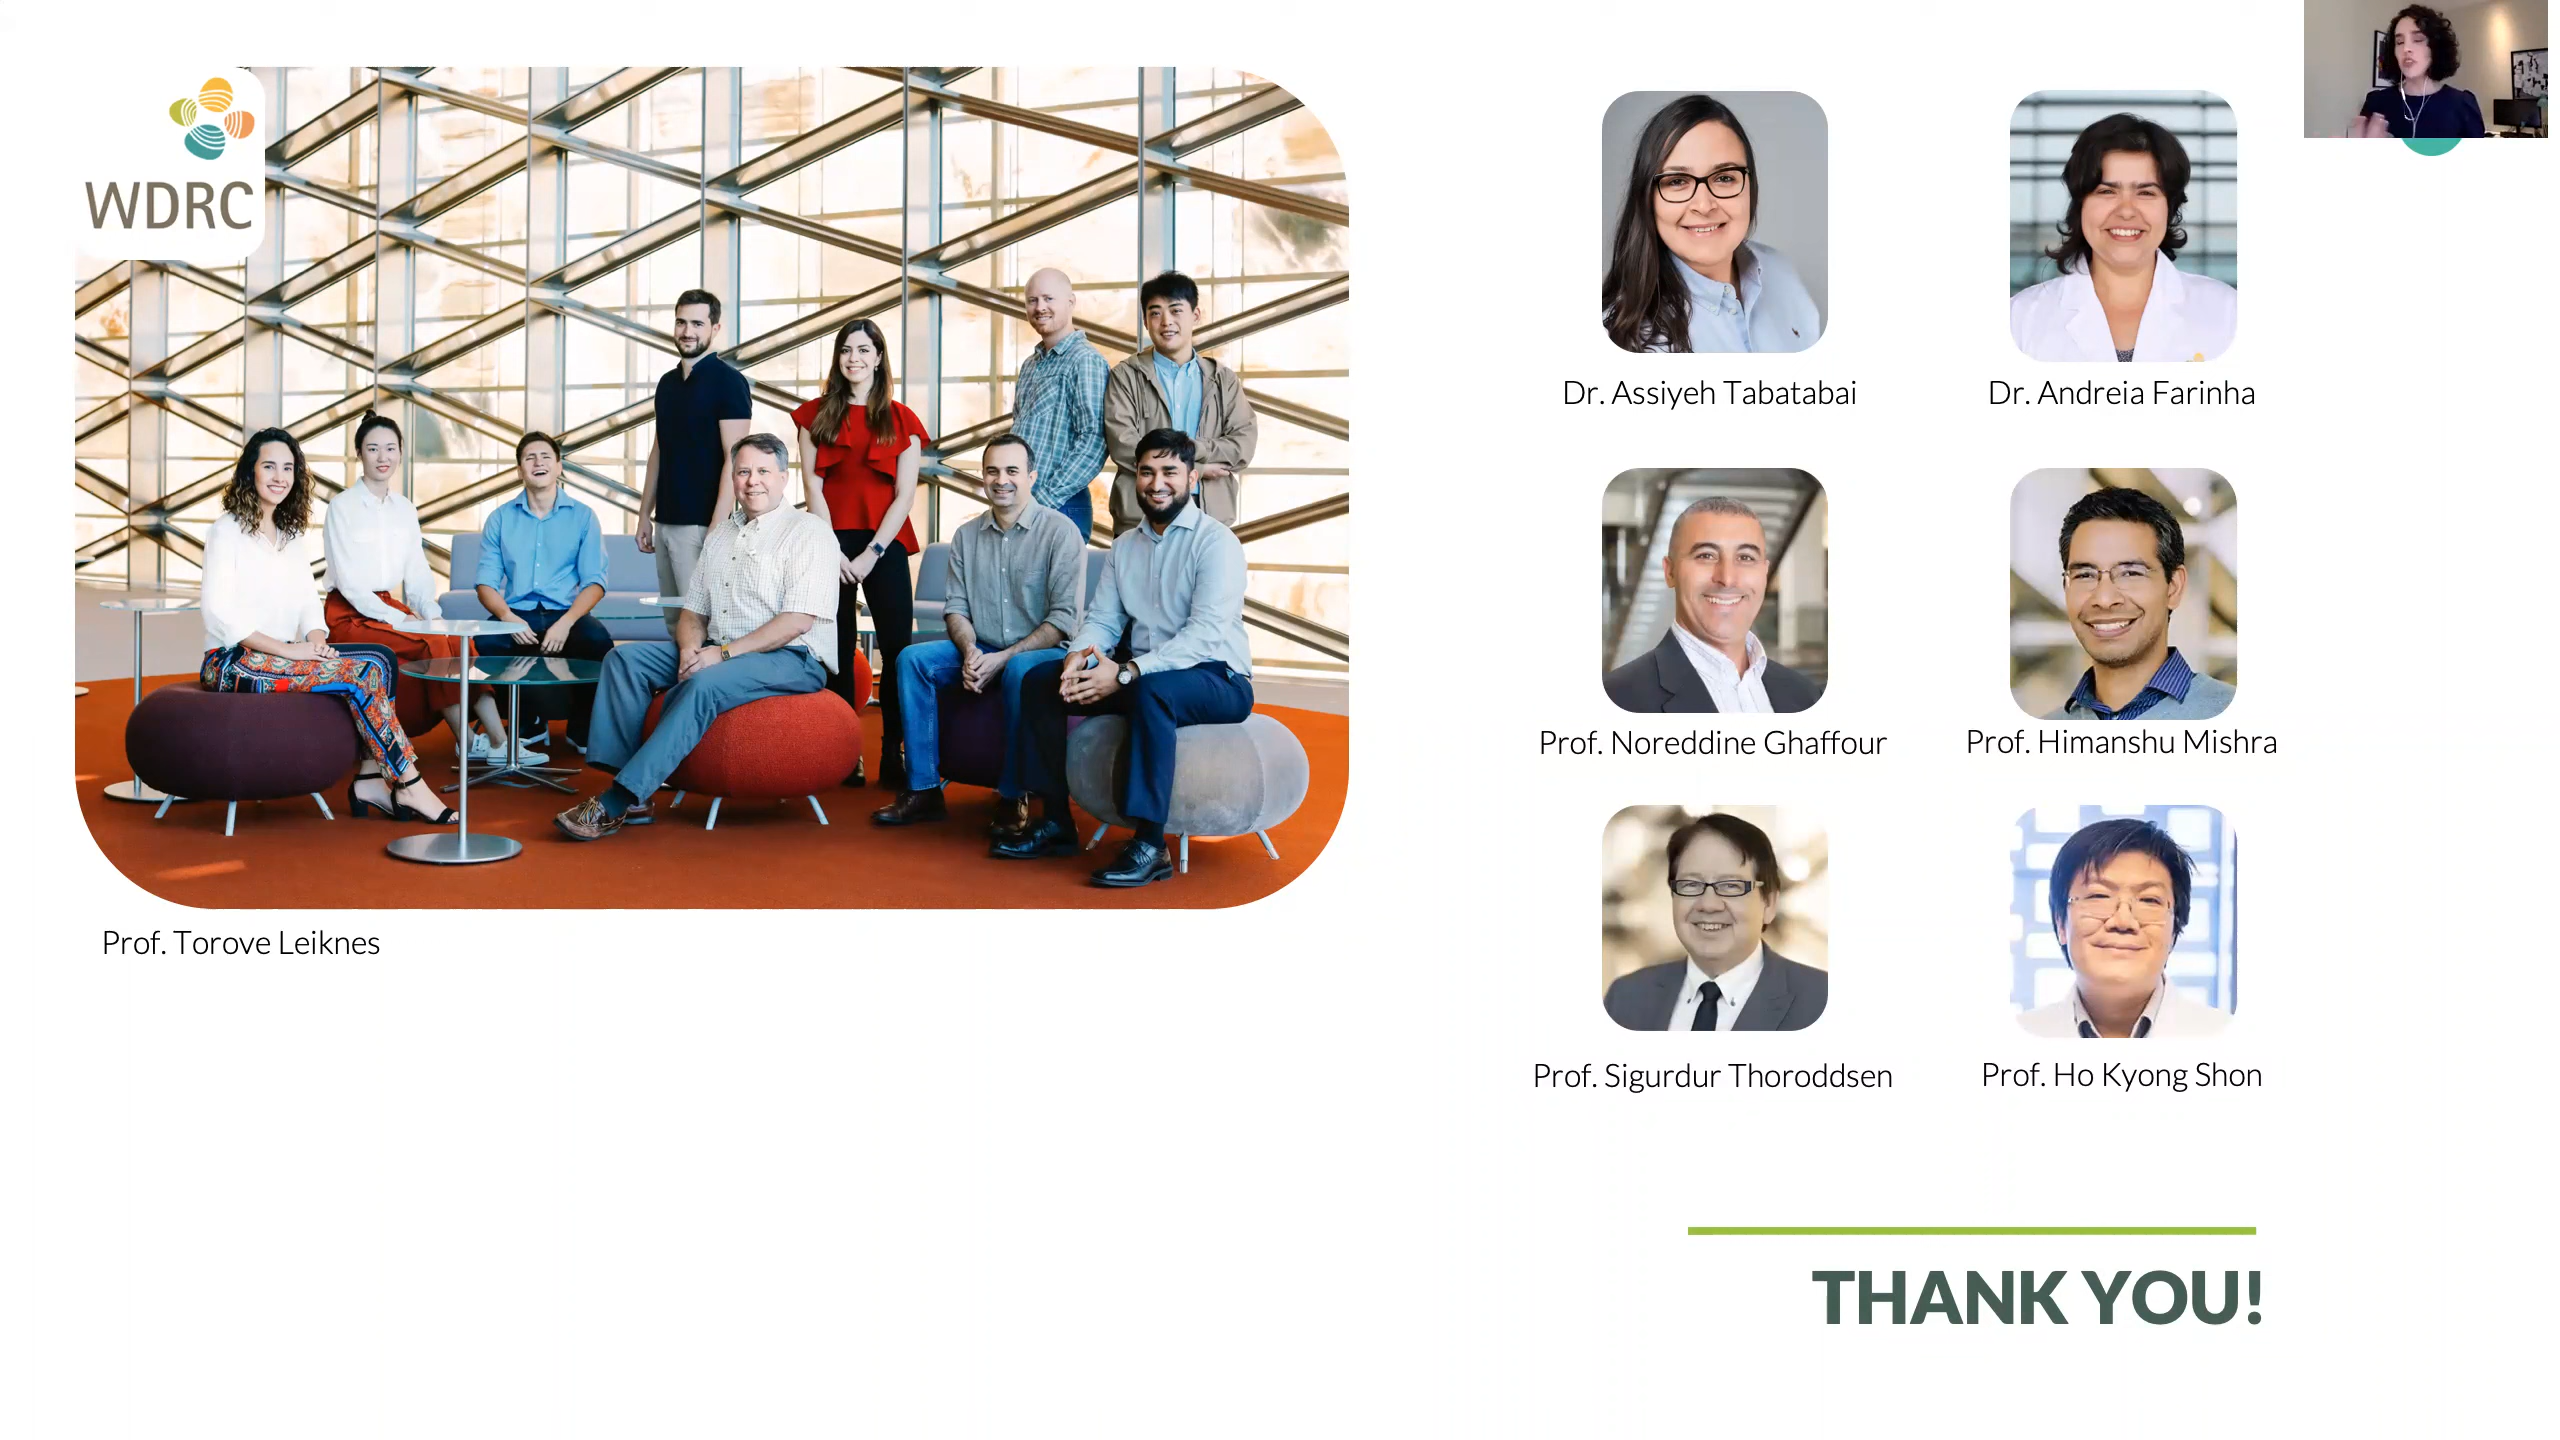 WDRC
Prof. Torove Leiknes
Dr. Assiyeh Tabatabai
Dr. Andreia Farinha
Prof. Noreddine Ghaffour
Prof. Himanshu Mishra
Prof. Sigurdur Thoroddsen
Prof. Ho Kyong Shon
THANK YOU!